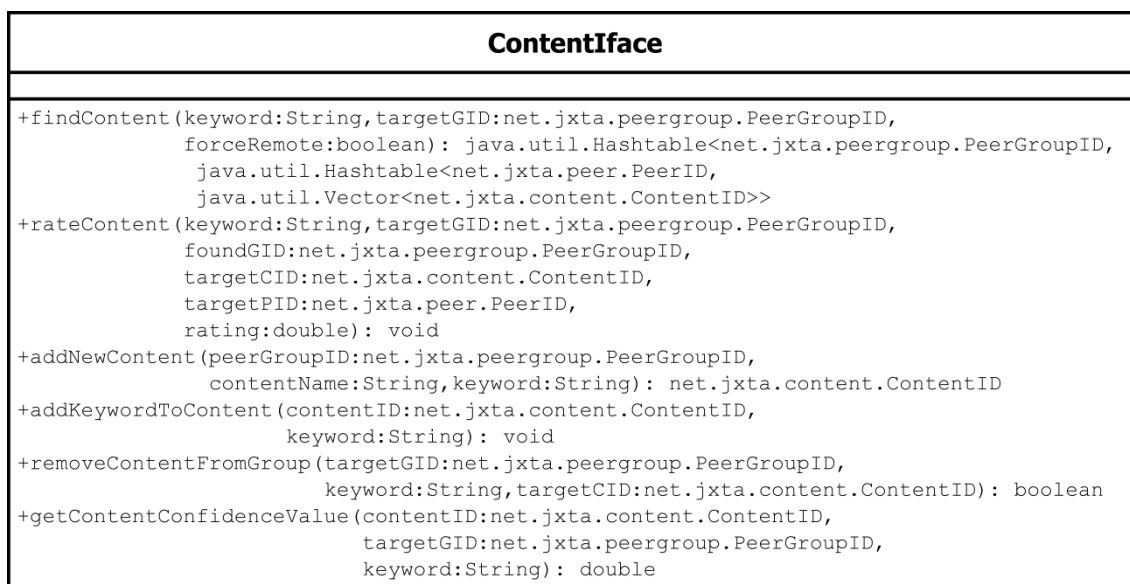 ContentIface
+findContent(keyword:String,targetGID:net.jxta.peergroup.PeerGroupID,
forceRemote:boolean): java.util.Hashtable<net.jxta.peergroup.PeerGroupID,
java.util.Hashtable<net.jxta.peer.PeerID,
java.util.Vector<net.jxta.content.ContentID>>
+rateContent(keyword:String,targetGID:net.jxta.peergroup.PeerGroupID,
foundGID:net.jxta.peergroup.PeerGroupID,
targetCID:net.jxta.content.ContentID,
targetPID:net.jxta.peer.PeerID,
rating:double): void
+addNewContent(peerGroupID:net.jxta.peergroup.PeerGroupID,
contentName:String,keyword:String): net.jxta.content.ContentID
+addKeywordToContent(contentID:net.jxta.content.ContentID,
keyword:String): void
+removeContentFromGroup(targetGID:net.jxta.peergroup.PeerGroupID,
keyword:String,targetCID:net.jxta.content.ContentID): boolean
+getContentConfidenceValue(contentID:net.jxta.content.ContentID,
targetGID:net.jxta.peergroup.PeerGroupID,
keyword:String): double